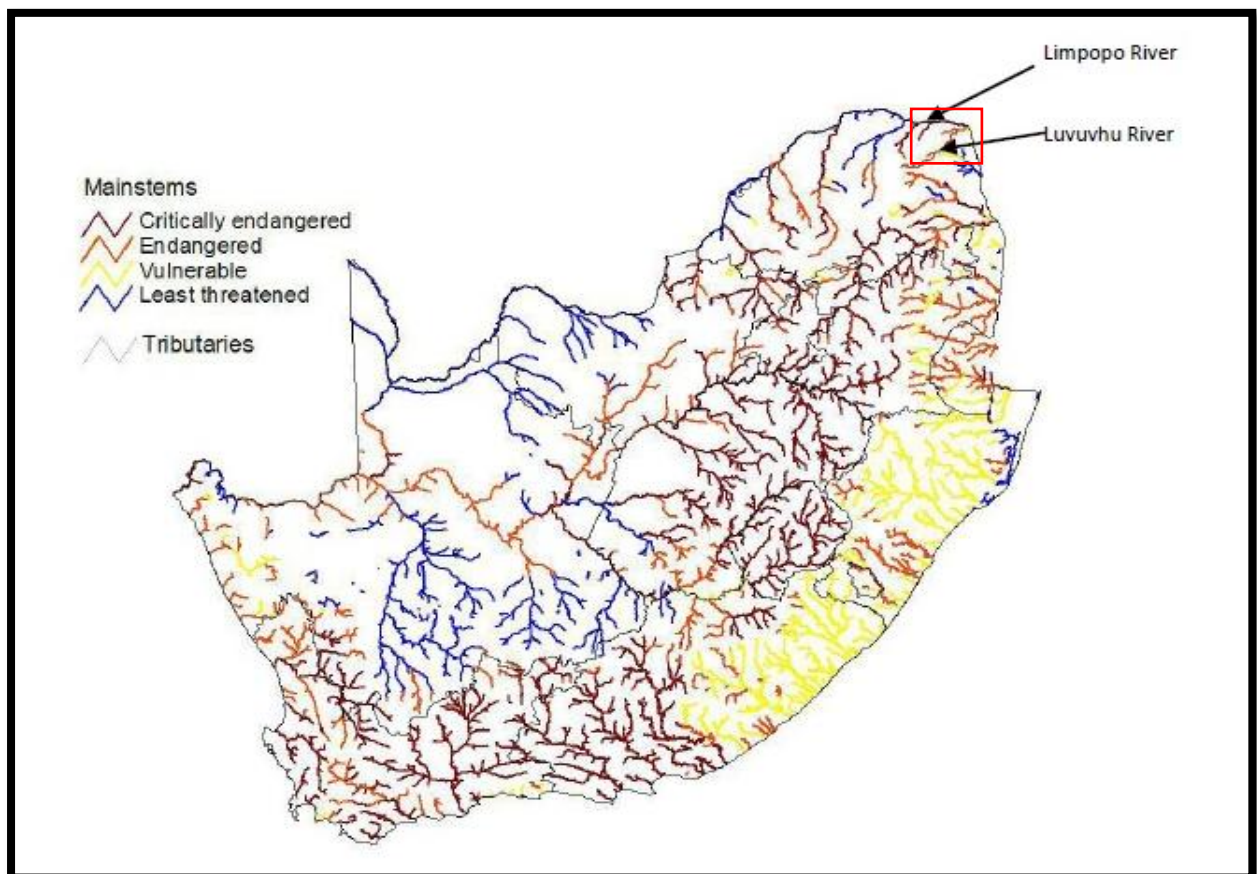 Limpopo River
Luvuvhu River
Mainstems
Critically endangered
Endangered
Vulnerable
Least threatened
Tributaries